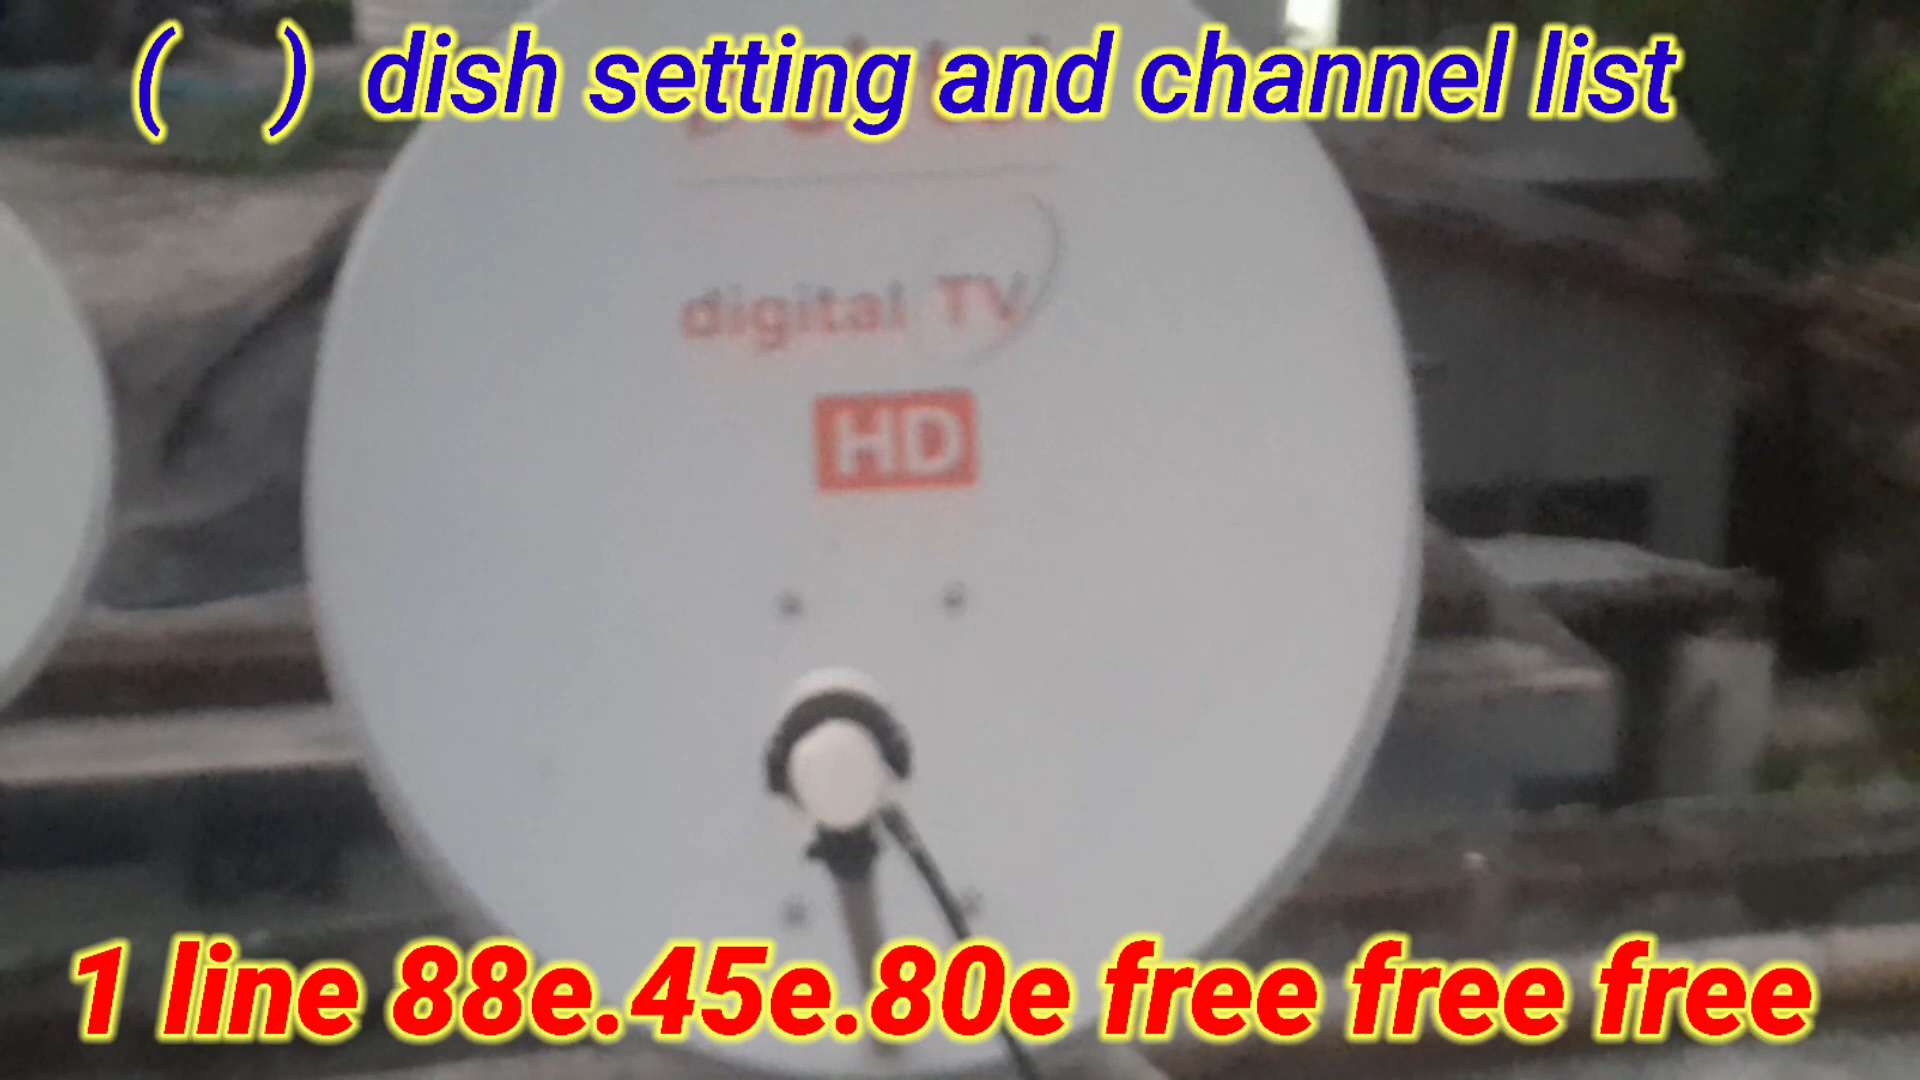 ( ) dish setting and channel list
digital TV
HD
1 line 88e.45e.80e free free free